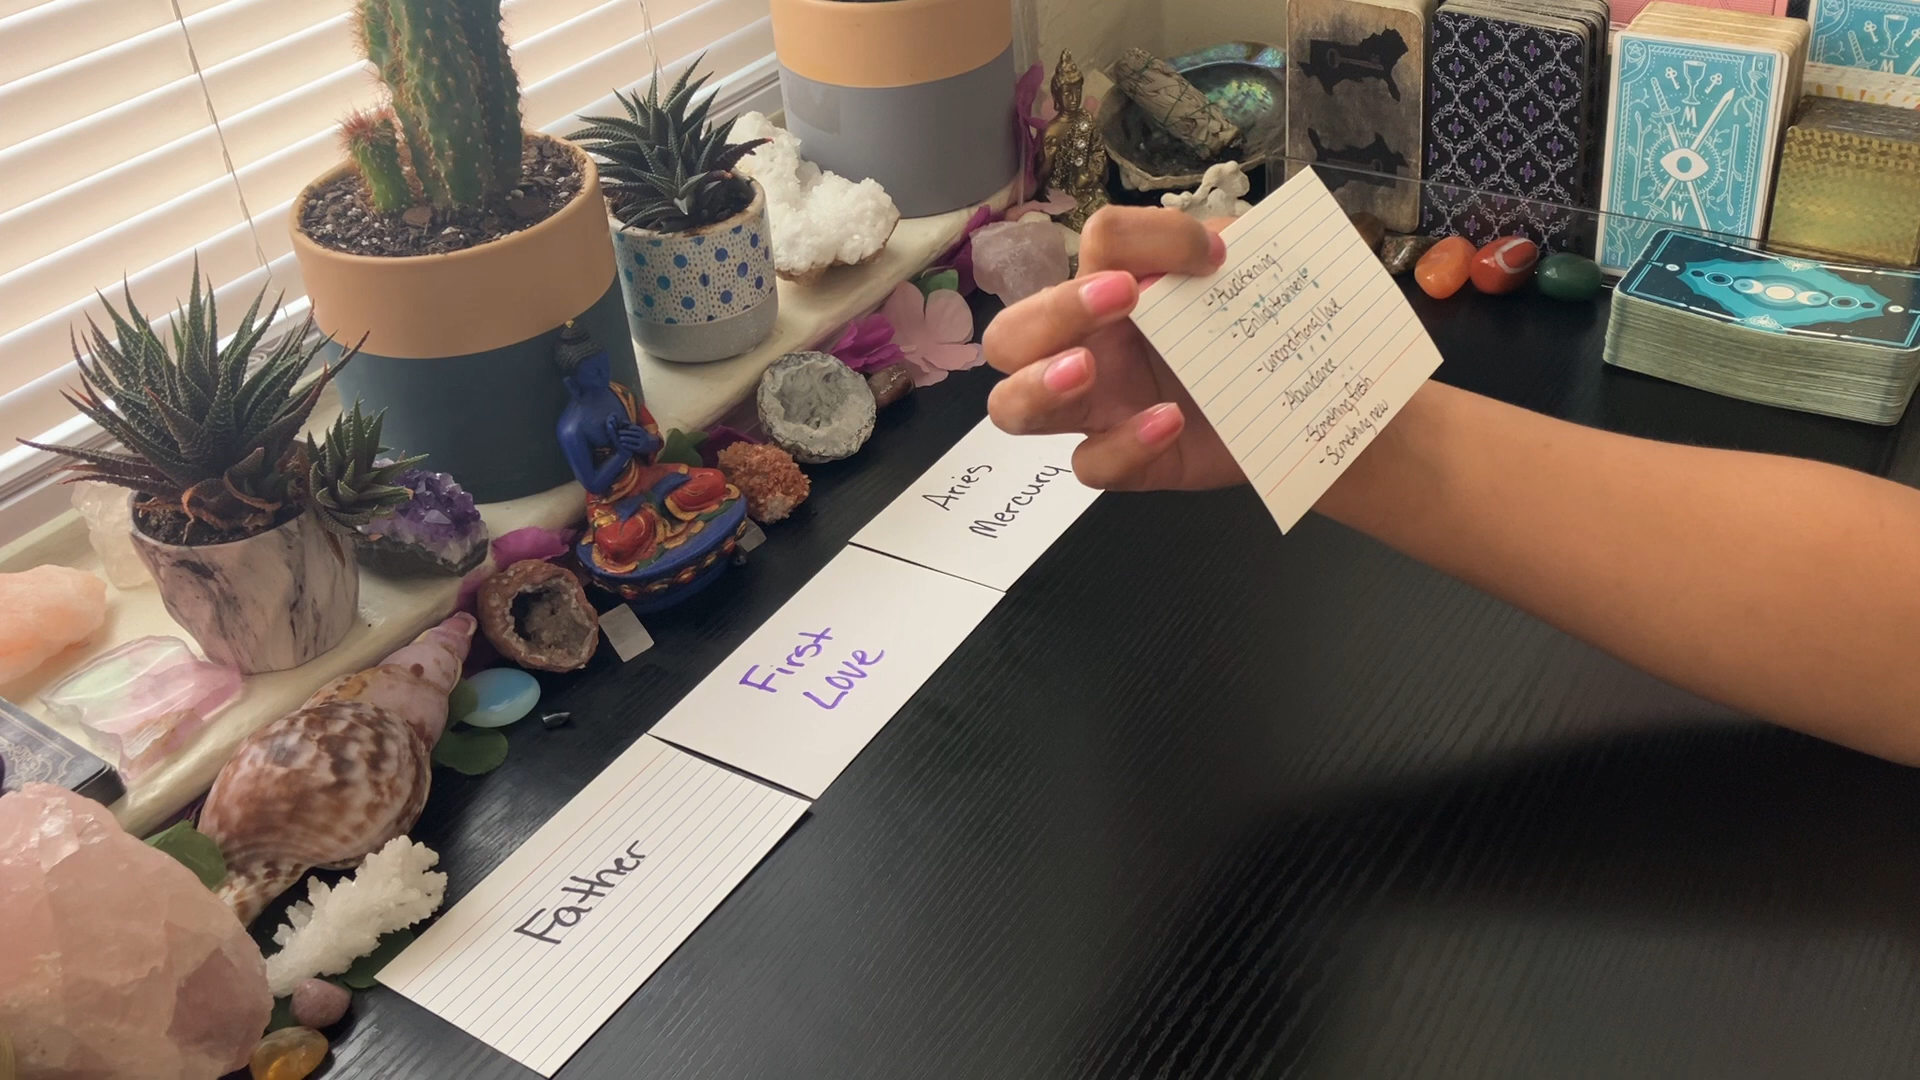 - Awakening
- Enlightenment
- unconditional love
- Abundance
- Something fresh
- Something new
Aries
Mercury
First
Love
Father
M
W